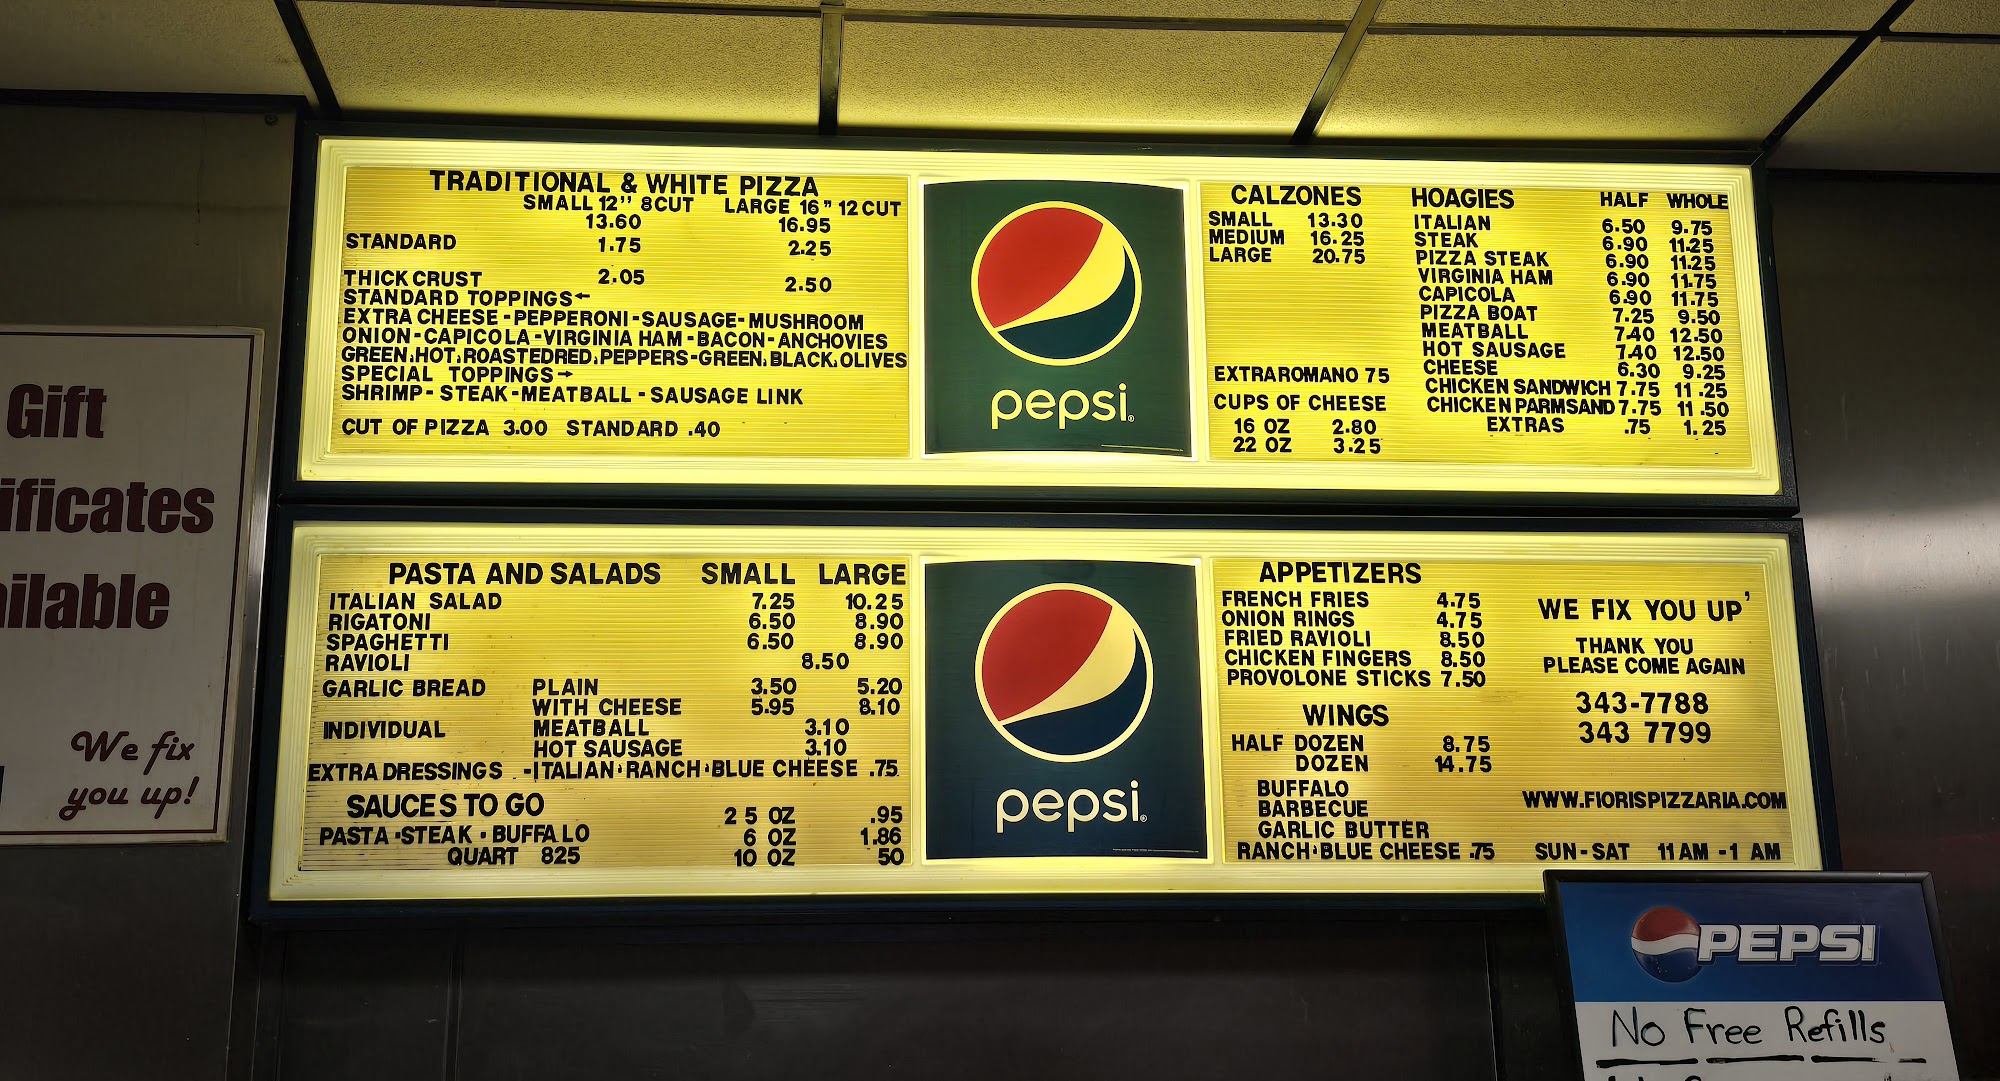 Gift
ificates
ailable
We fix
you up!
TRADITIONAL & WHITE PIZZA
SMALL 12" 8CUT LARGE 16" 12 CUT
13.60 16.95
STANDARD 1.75 2.25
THICK CRUST 2.05 2.50
STANDARD TOPPINGS←
EXTRA CHEESE-PEPPERONI-SAUSAGE-MUSHROOM
ONION-CAPICOLA-VIRGINIA HAM-BACON-ANCHOVIES
GREEN.HOT.ROASTEDRED.PEPPERS-GREEN.BLACK.OLIVES
SPECIAL TOPPINGS→
SHRIMP-STEAK-MEATBALL-SAUSAGE LINK
CUT OF PIZZA 3.00 STANDARD .40
pepsi®
CALZONES
SMALL 13.30
MEDIUM 16.25
LARGE 20.75
EXTRAROMANO 75
CUPS OF CHEESE
16 OZ 2.80
22 OZ 3.25
HOAGIES HALF WHOLE
ITALIAN 6.50 9.75
STEAK 6.90 11.25
PIZZA STEAK 6.90 11.25
VIRGINIA HAM 6.90 11.75
CAPICOLA 6.90 11.75
PIZZA BOAT 7.25 9.50
MEATBALL 7.40 12.50
HOT SAUSAGE 7.40 12.50
CHEESE 6.30 9.25
CHICKEN SANDWICH 7.75 11.25
CHICKEN PARMSAND 7.75 11.50
EXTRAS .75 1.25
PASTA AND SALADS SMALL LARGE
ITALIAN SALAD 7.25 10.25
RIGATONI 6.50 8.90
SPAGHETTI 6.50 8.90
RAVIOLI 8.50
GARLIC BREAD PLAIN 3.50 5.20
WITH CHEESE 5.95 8.10
INDIVIDUAL MEATBALL 3.10
HOT SAUSAGE 3.10
EXTRA DRESSINGS .-ITALIAN·RANCH·BLUE CHEESE .75
SAUCES TO GO 2 5 OZ .95
PASTA·STEAK·BUFFALO 6 OZ 1.86
QUART 825 10 OZ 50
pepsi®
APPETIZERS
FRENCH FRIES 4.75
ONION RINGS 4.75
FRIED RAVIOLI 8.50
CHICKEN FINGERS 8.50
PROVOLONE STICKS 7.50
WINGS
HALF DOZEN 8.75
DOZEN 14.75
BUFFALO
BARBECUE
GARLIC BUTTER
RANCH·BLUE CHEESE .75
WE FIX YOU UP'
THANK YOU
PLEASE COME AGAIN
343-7788
343 7799
WWW.FIORISPIZZARIA.COM
SUN-SAT 11AM-1 AM
PEPSI
No Free Refills